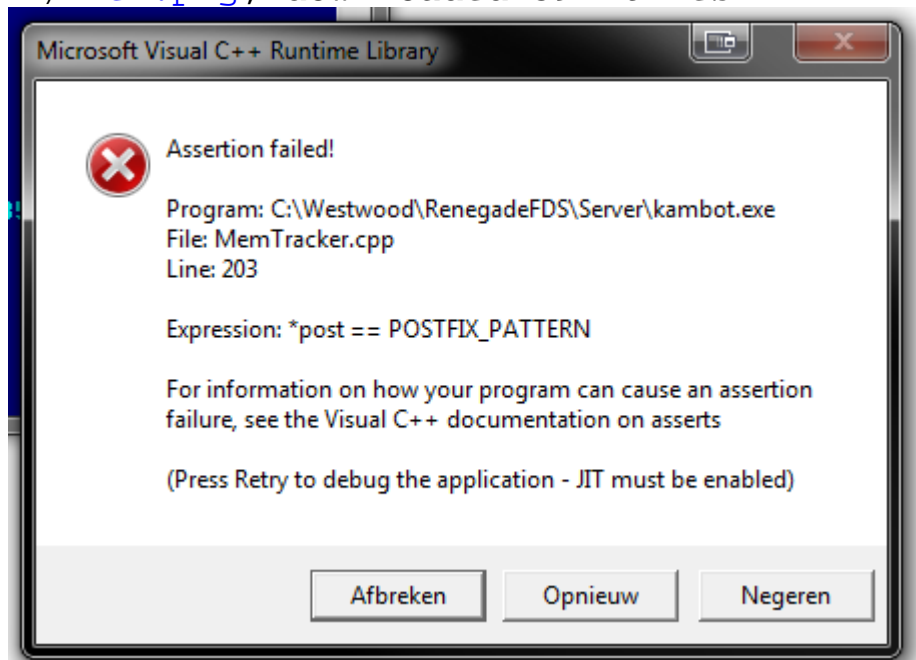 Microsoft Visual C++ Runtime Library
Assertion failed!
Program: C:\Westwood\RenegadeFDS\Server\kambot.exe
File: MemTracker.cpp
Line: 203
Expression: *post == POSTFIX_PATTERN
For information on how your program can cause an assertion
failure, see the Visual C++ documentation on asserts
(Press Retry to debug the application - JIT must be enabled)
Afbreken
Opnieuw
Negeren